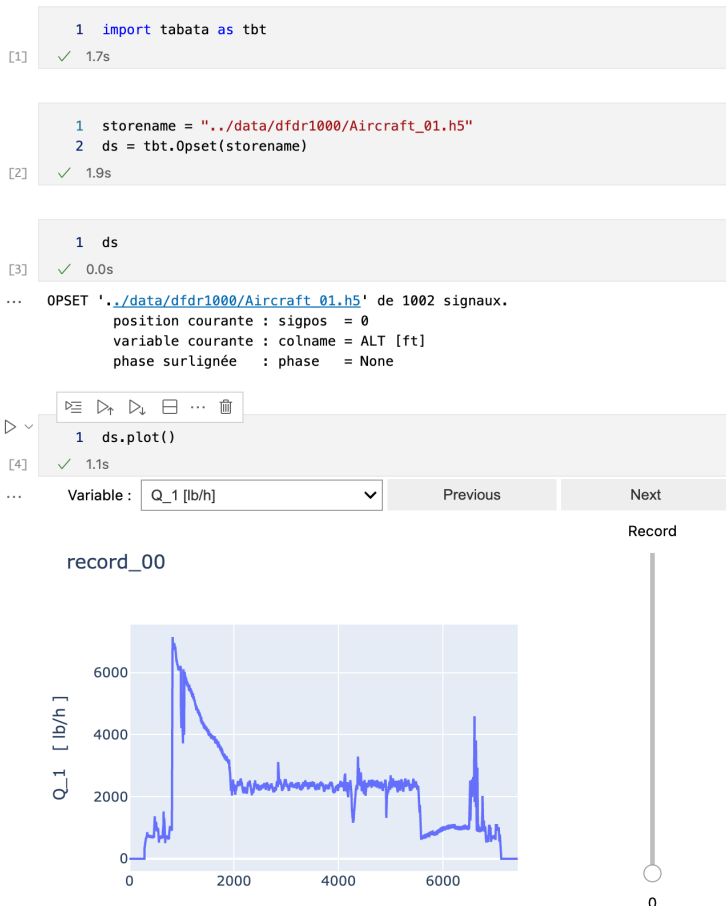 1 import tabata as tbt
[1] ✓ 1.7s
1 storename = "../data/dfdr1000/Aircraft_01.h5"
2 ds = tbt.Opset(storename)
[2] ✓ 1.9s
1 ds
[3] ✓ 0.0s
... OPSET '../data/dfdr1000/Aircraft_01.h5' de 1002 signaux.
position courante : sigpos = 0
variable courante : colname = ALT [ft]
phase surlignée : phase = None
1 ds.plot()
[4] ✓ 1.1s
... Variable : Q_1 [lb/h] Previous Next
Record
record_00
6000
4000
2000
0
Q_1 [ lb/h ]
0 2000 4000 6000
0